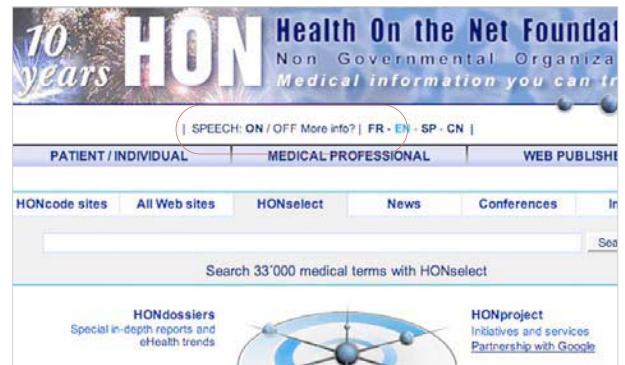 10 years
HON
Health On the Net Foundat
Non Governmental Organiza
Medical information you can tr
| SPEECH: ON / OFF More info? | FR - EN - SP - CN |
PATIENT / INDIVIDUAL MEDICAL PROFESSIONAL WEB PUBLISHE
HONcode sites All Web sites HONselect News Conferences In
Sea
Search 33'000 medical terms with HONselect
HONdossiers
Special in-depth reports and
eHealth trends
HONproject
Initiatives and services
Partnership with Google